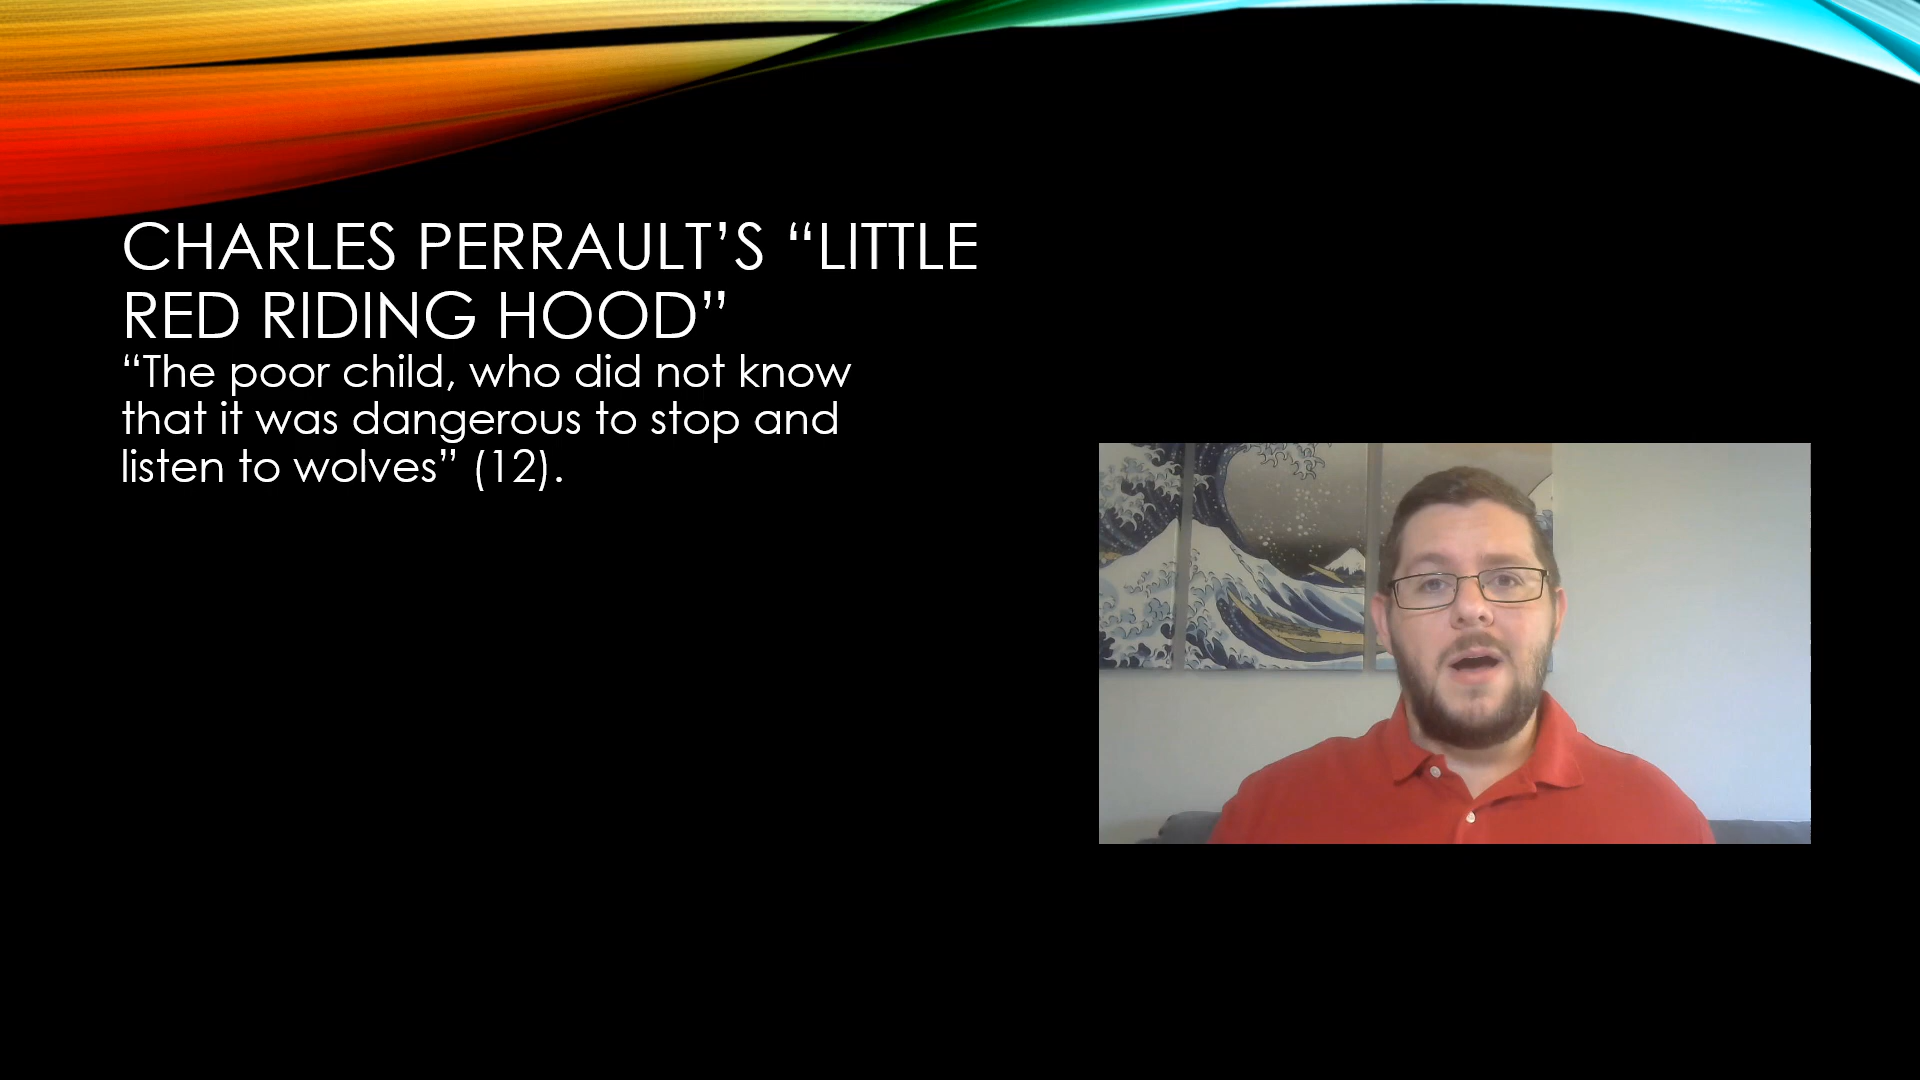 CHARLES PERRAULT’S “LITTLE
RED RIDING HOOD”
“The poor child, who did not know
that it was dangerous to stop and
listen to wolves” (12).